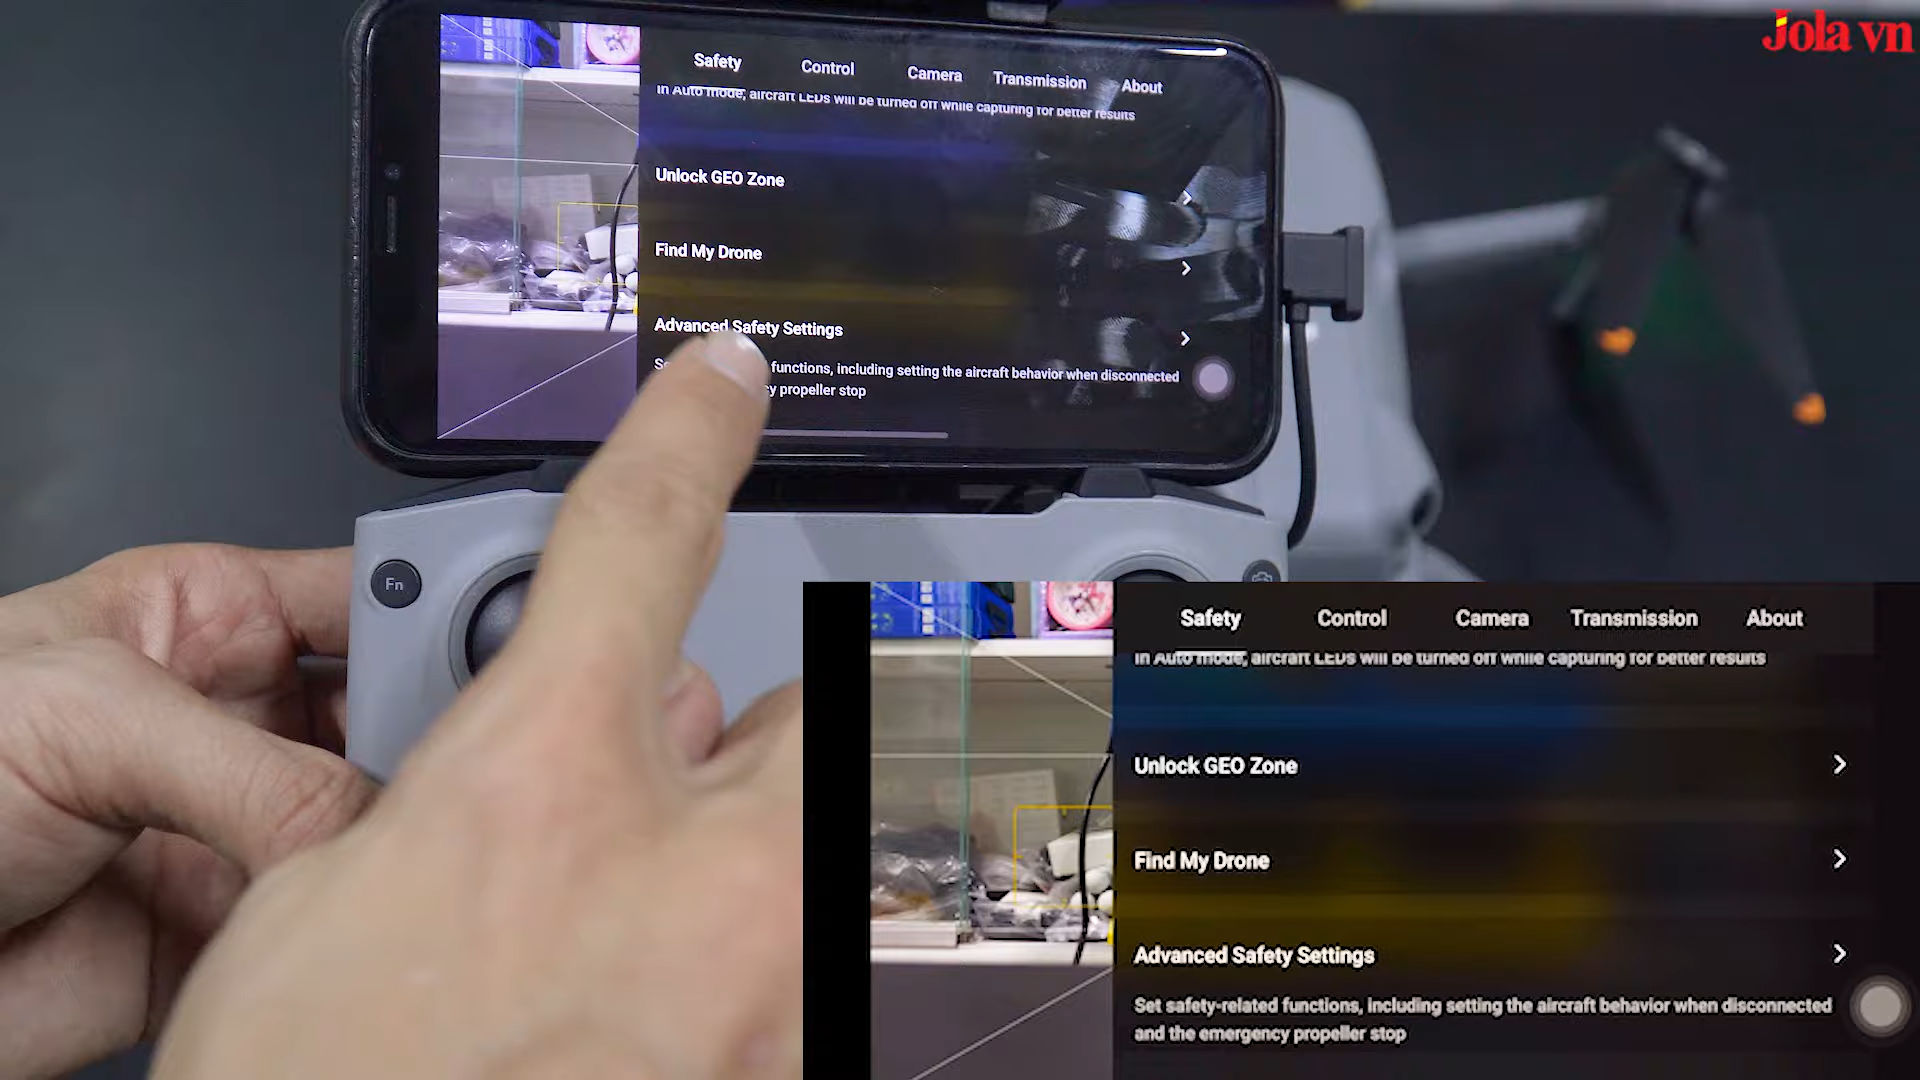 Jola vn
Safety Control Camera Transmission About
In Auto mode, aircraft LEDs will be turned off while capturing for better results
Unlock GEO Zone
Find My Drone
Advanced Safety Settings
functions, including setting the aircraft behavior when disconnected
propeller stop
Fn
Safety Control Camera Transmission About
In Auto mode, aircraft LEDs will be turned off while capturing for better results
Unlock GEO Zone
Find My Drone
Advanced Safety Settings
Set safety-related functions, including setting the aircraft behavior when disconnected
and the emergency propeller stop